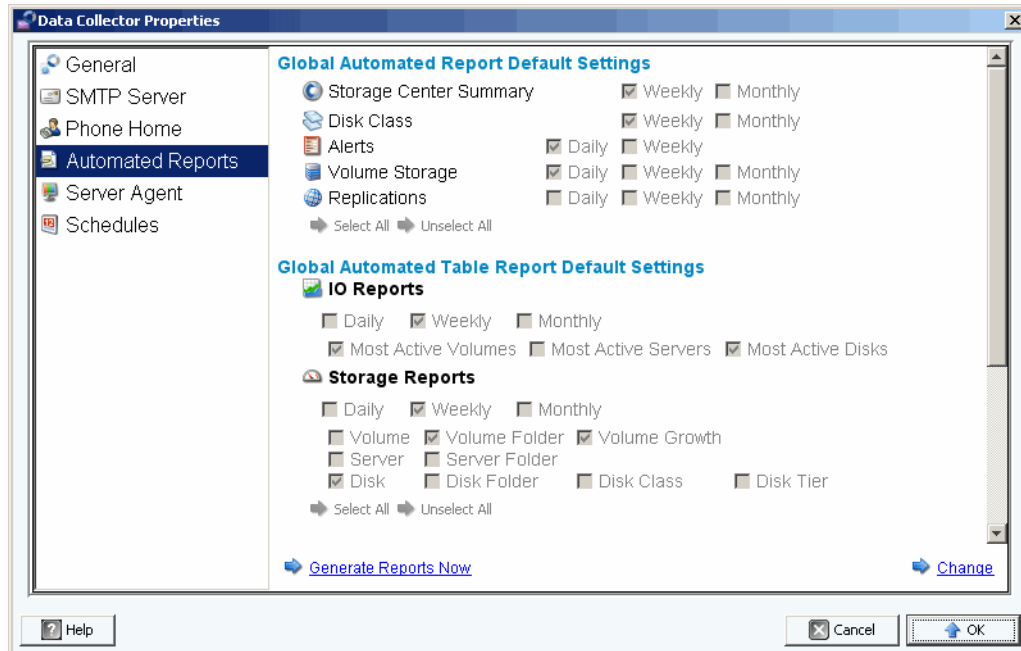 Data Collector Properties
General
SMTP Server
Phone Home
Automated Reports
Server Agent
Schedules
Global Automated Report Default Settings
Storage Center Summary Weekly Monthly
Disk Class Weekly Monthly
Alerts Daily Weekly
Volume Storage Daily Weekly Monthly
Replications Daily Weekly Monthly
Select All Unselect All
Global Automated Table Report Default Settings
IO Reports
Daily Weekly Monthly
Most Active Volumes Most Active Servers Most Active Disks
Storage Reports
Daily Weekly Monthly
Volume Volume Folder Volume Growth
Server Server Folder
Disk Disk Folder Disk Class Disk Tier
Select All Unselect All
Generate Reports Now Change
Help Cancel OK